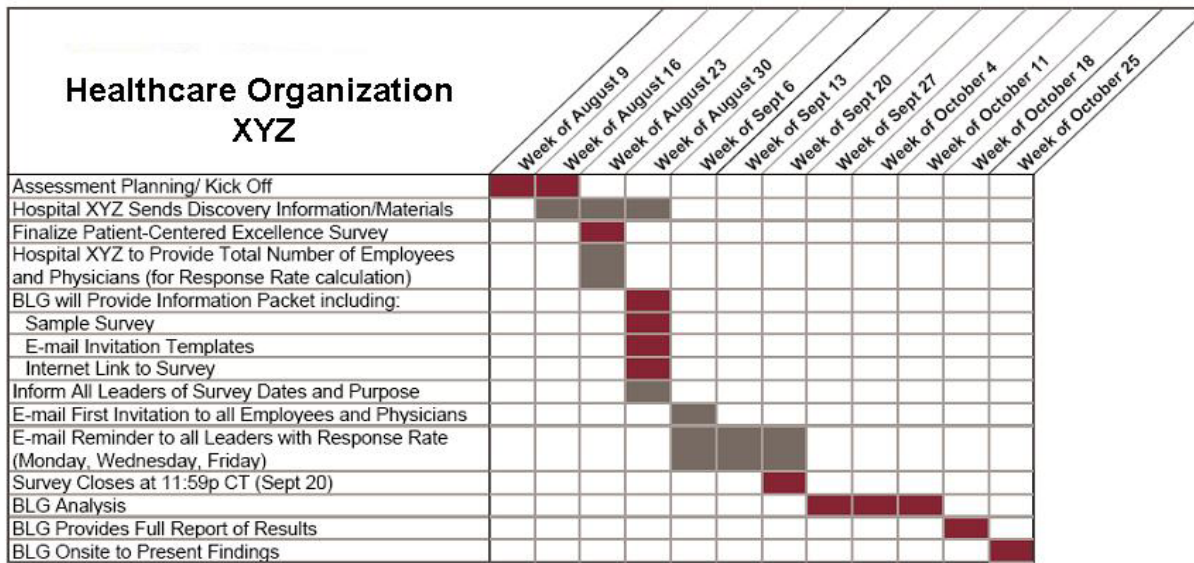 Healthcare Organization
XYZ
Week of August 9
Week of August 16
Week of August 23
Week of August 30
Week of Sept 6
Week of Sept 13
Week of Sept 20
Week of Sept 27
Week of October 4
Week of October 11
Week of October 18
Week of October 25
Assessment Planning/ Kick Off
Hospital XYZ Sends Discovery Information/Materials
Finalize Patient-Centered Excellence Survey
Hospital XYZ to Provide Total Number of Employees
and Physicians (for Response Rate calculation)
BLG will Provide Information Packet including:
Sample Survey
E-mail Invitation Templates
Internet Link to Survey
Inform All Leaders of Survey Dates and Purpose
E-mail First Invitation to all Employees and Physicians
E-mail Reminder to all Leaders with Response Rate
(Monday, Wednesday, Friday)
Survey Closes at 11:59p CT (Sept 20)
BLG Analysis
BLG Provides Full Report of Results
BLG Onsite to Present Findings